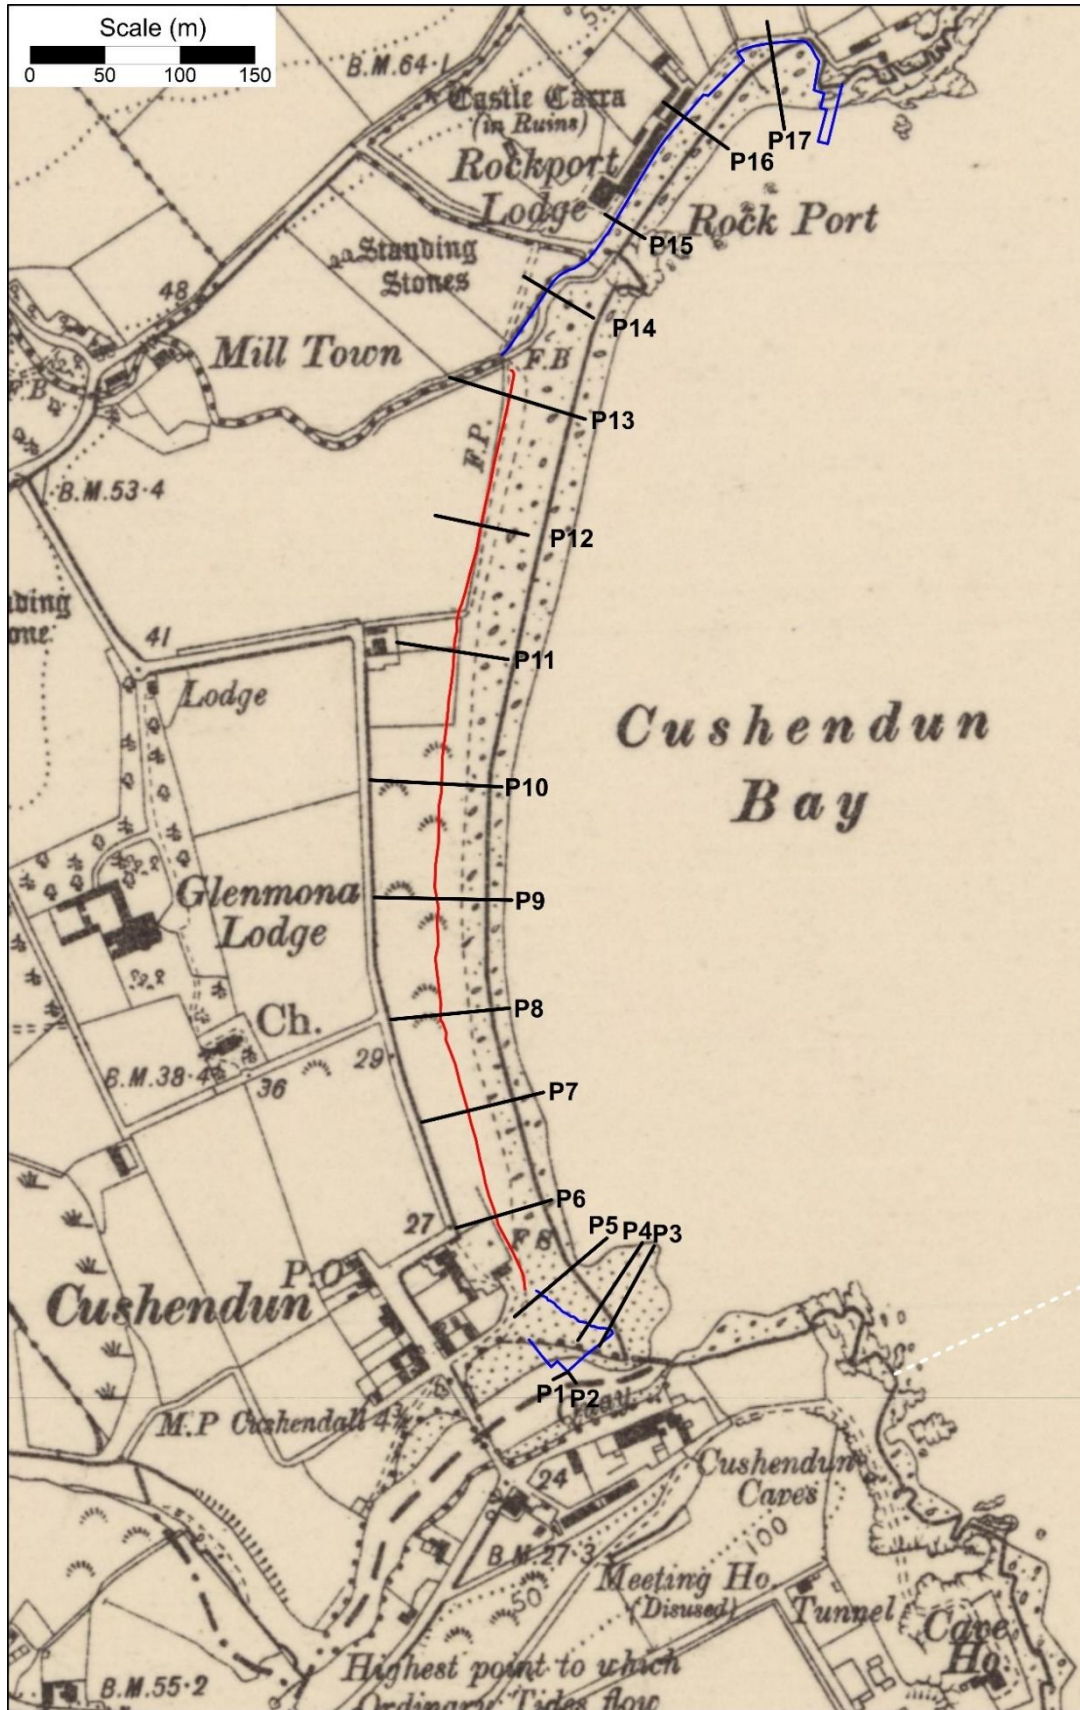 Scale (m)
0 50 100 150
B.M.64·1
50
Castle Carra
(in Ruins)
Rockport
Lodge
P17
P16
Rock Port
P15
Standing
Stones
48
P14
Mill Town
F.B
F.B
P13
F.P.
B.M.53·4
P12
41
P11
Lodge
Cushendun
Bay
P10
Glenmona
Lodge
P9
P8
Ch.
29
B.M.38·4
36
P7
P6
27
P5
P4
P3
P.O
Cushendun
P1
P2
M.P Cushendall 4¾
24
Cushendun
Caves
100
B.M.27·3
50
Meeting Ho.
(Disused)
Tunnel
Cave
Ho
Highest point to which
Ordinary Tides flow
B.M.55·2